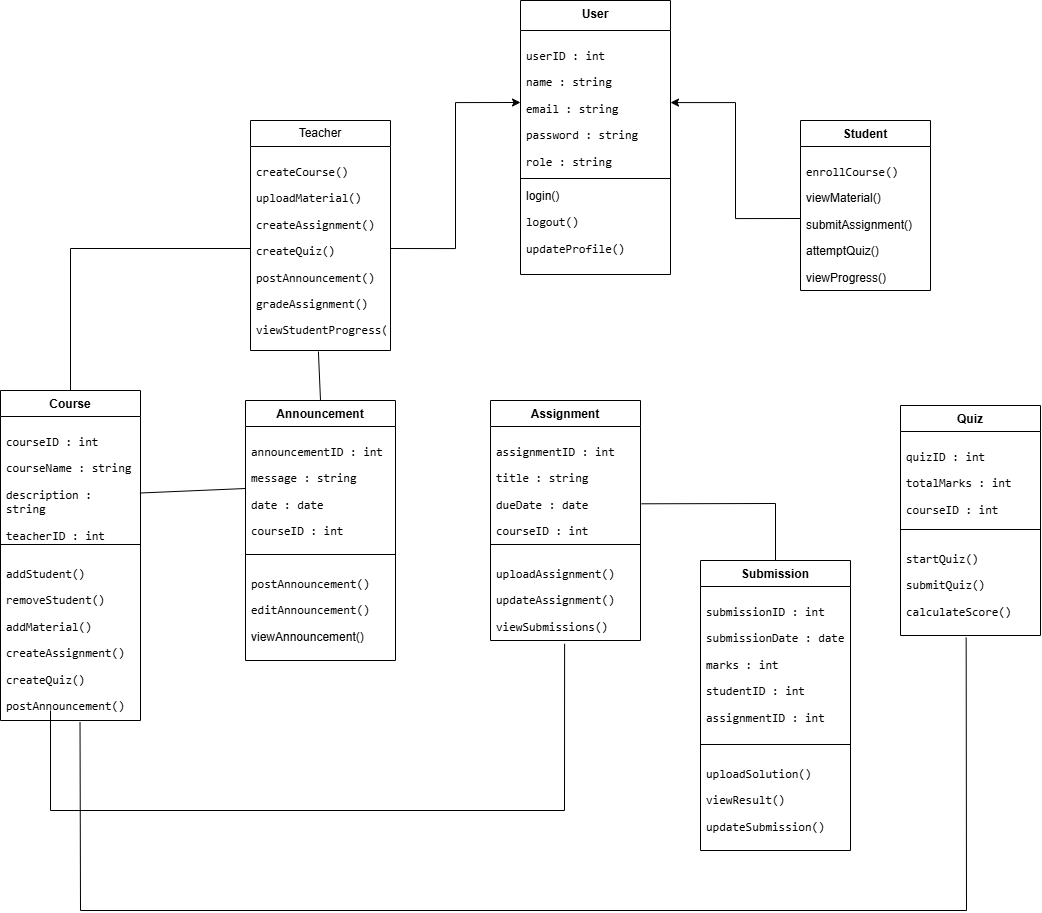 User
userID : int
name : string
email : string
password : string
role : string
login()
logout()
updateProfile()
Teacher
createCourse()
uploadMaterial()
createAssignment()
createQuiz()
postAnnouncement()
gradeAssignment()
viewStudentProgress(
Student
enrollCourse()
viewMaterial()
submitAssignment()
attemptQuiz()
viewProgress()
Course
courseID : int
courseName : string
description :
string
teacherID : int
addStudent()
removeStudent()
addMaterial()
createAssignment()
createQuiz()
postAnnouncement()
Announcement
announcementID : int
message : string
date : date
courseID : int
postAnnouncement()
editAnnouncement()
viewAnnouncement()
Assignment
assignmentID : int
title : string
dueDate : date
courseID : int
uploadAssignment()
updateAssignment()
viewSubmissions()
Submission
submissionID : int
submissionDate : date
marks : int
studentID : int
assignmentID : int
uploadSolution()
viewResult()
updateSubmission()
Quiz
quizID : int
totalMarks : int
courseID : int
startQuiz()
submitQuiz()
calculateScore()